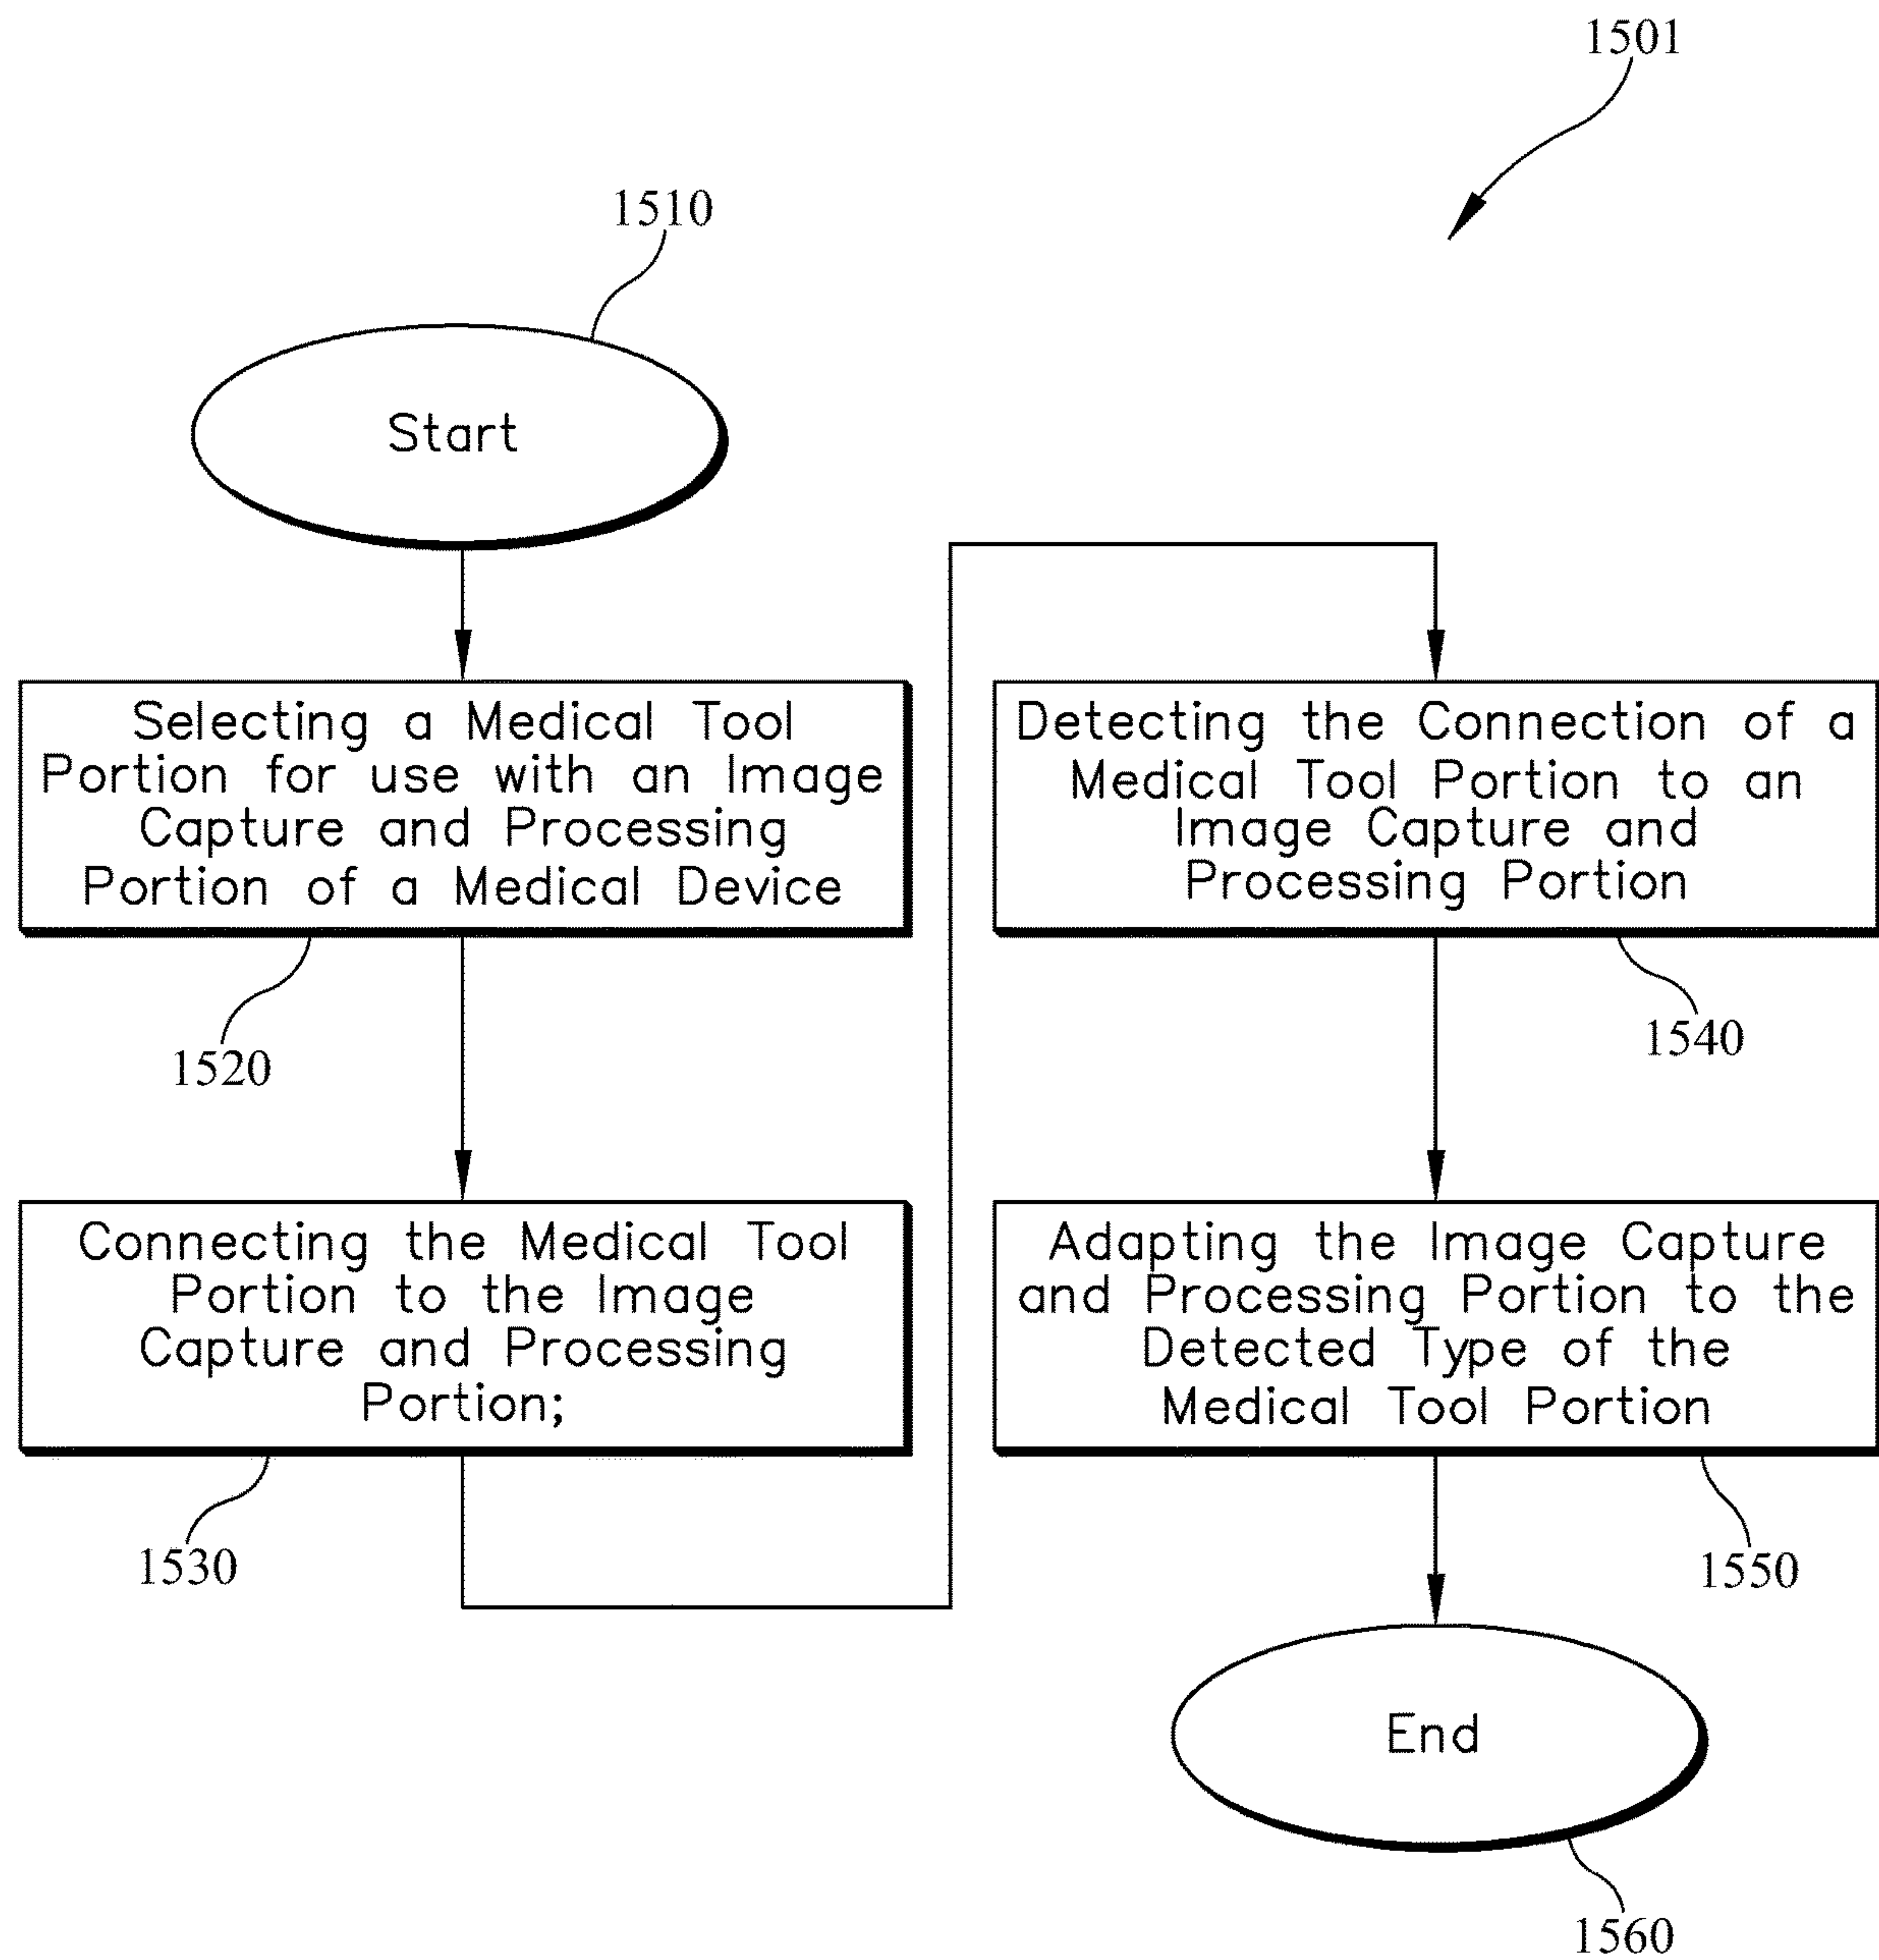 1501
1510
Start
Selecting a Medical Tool
Portion for use with an Image
Capture and Processing
Portion of a Medical Device
1520
Connecting the Medical Tool
Portion to the Image
Capture and Processing
Portion;
1530
Detecting the Connection of a
Medical Tool Portion to an
Image Capture and
Processing Portion
1540
Adapting the Image Capture
and Processing Portion to the
Detected Type of the
Medical Tool Portion
1550
End
1560